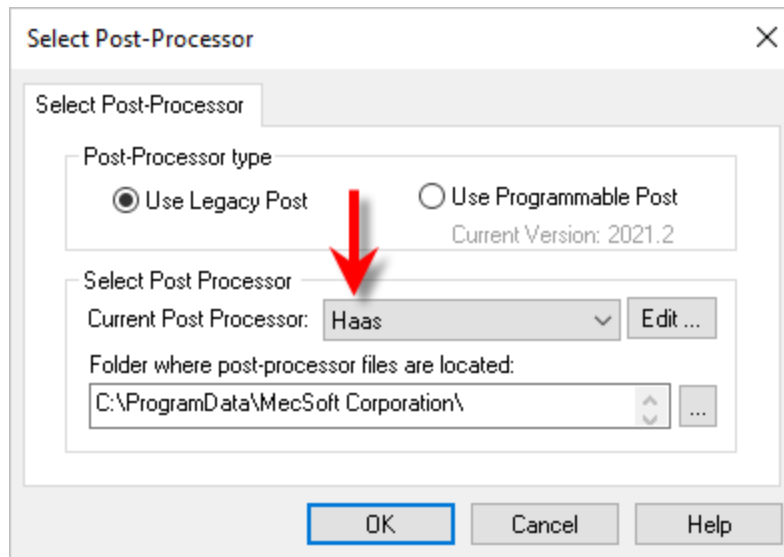 Select Post-Processor
Select Post-Processor
Post-Processor type
Use Legacy Post
Use Programmable Post
Current Version: 2021.2
Select Post Processor
Current Post Processor: Haas Edit ...
Folder where post-processor files are located:
C:\ProgramData\MecSoft Corporation\ ...
OK Cancel Help